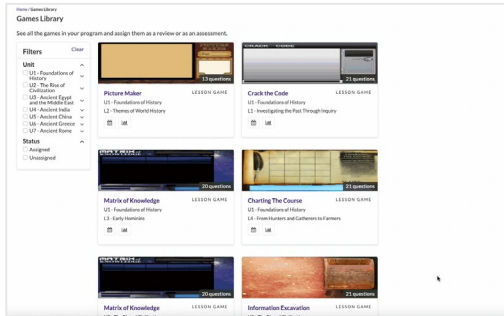 Home / Games Library
Games Library
See all the games in your program and assign them as a review or as an assessment.
Filters
Clear
Unit
U1 - Foundations of History
U2 - The Rise of Civilization
U3 - Ancient Egypt and the Middle East
U4 - Ancient India
U5 - Ancient China
U6 - Ancient Greece
U7 - Ancient Rome
Status
Assigned
Unassigned
13 questions
Picture Maker
LESSON GAME
U1 - Foundations of History
L2 - Themes of World History
CRACK CODE
21 questions
Crack the Code
LESSON GAME
U1 - Foundations of History
L1 - Investigating the Past Through Inquiry
MATRIX
20 questions
Matrix of Knowledge
LESSON GAME
U1 - Foundations of History
L3 - Early Hominins
21 questions
Charting The Course
LESSON GAME
U1 - Foundations of History
L4 - From Hunters and Gatherers to Farmers
MATRIX
20 questions
Matrix of Knowledge
LESSON GAME
21 questions
Information Excavation
LESSON GAME